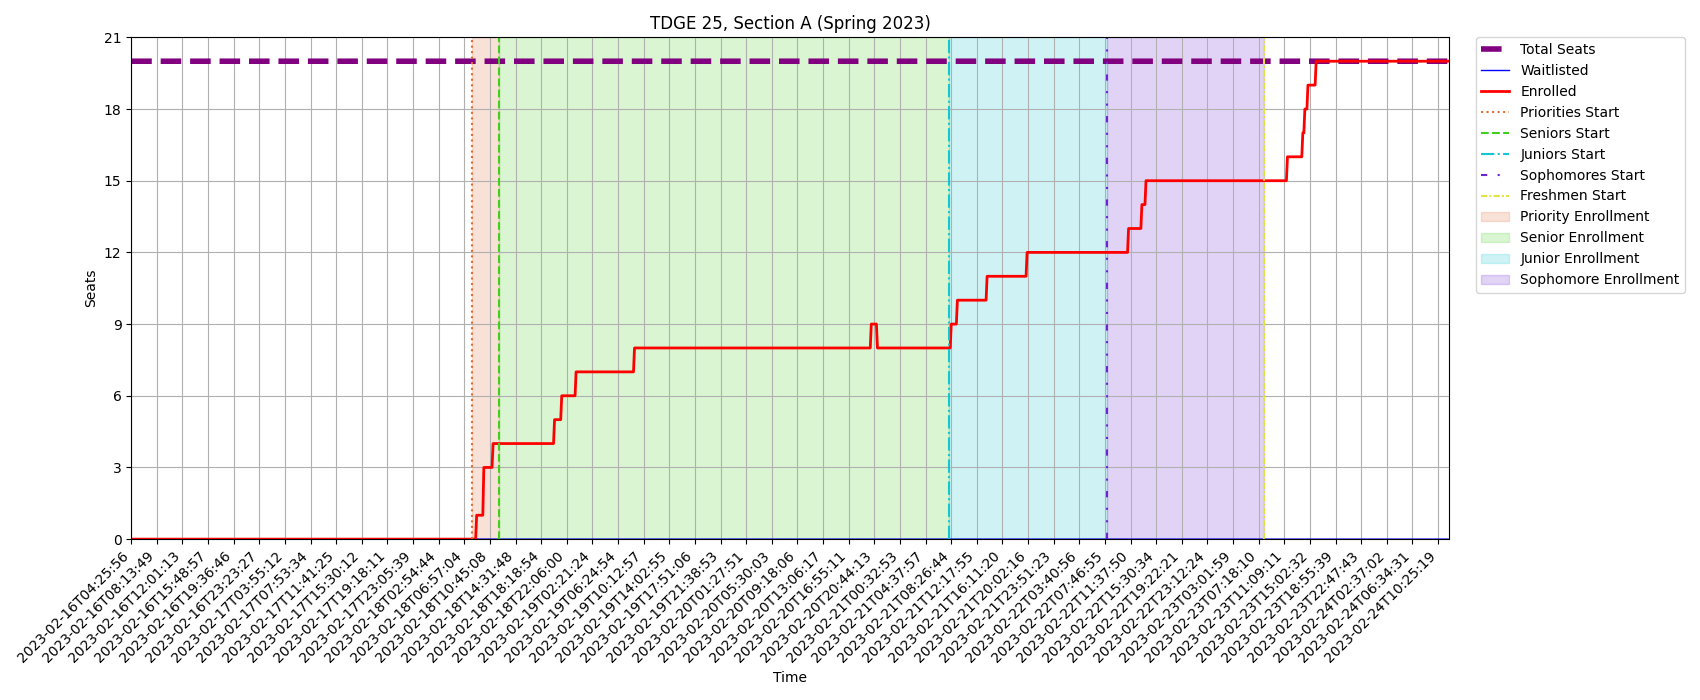 TDGE 25, Section A (Spring 2023)
21
18
15
12
9
6
3
0
Seats
2023-02-16T04:25:56
2023-02-16T08:13:49
2023-02-16T12:01:13
2023-02-16T15:48:57
2023-02-16T19:36:46
2023-02-16T23:23:27
2023-02-17T03:55:12
2023-02-17T07:53:34
2023-02-17T11:41:25
2023-02-17T15:30:12
2023-02-17T19:18:11
2023-02-17T23:05:39
2023-02-18T02:54:44
2023-02-18T06:57:04
2023-02-18T10:45:08
2023-02-18T14:31:48
2023-02-18T18:18:54
2023-02-18T22:06:00
2023-02-19T02:21:24
2023-02-19T06:24:54
2023-02-19T10:12:57
2023-02-19T14:02:55
2023-02-19T17:51:06
2023-02-19T21:38:53
2023-02-20T01:27:51
2023-02-20T05:30:03
2023-02-20T09:18:06
2023-02-20T13:06:17
2023-02-20T16:55:11
2023-02-20T20:44:13
2023-02-21T00:32:53
2023-02-21T04:37:57
2023-02-21T08:26:44
2023-02-21T12:17:55
2023-02-21T16:11:20
2023-02-21T20:02:16
2023-02-21T23:51:23
2023-02-22T03:40:56
2023-02-22T07:46:55
2023-02-22T11:37:50
2023-02-22T15:30:34
2023-02-22T19:22:21
2023-02-22T23:12:24
2023-02-23T03:01:59
2023-02-23T07:18:10
2023-02-23T11:09:11
2023-02-23T15:02:32
2023-02-23T18:55:39
2023-02-23T22:47:43
2023-02-24T02:37:02
2023-02-24T06:34:31
2023-02-24T10:25:19
Time
Total Seats
Waitlisted
Enrolled
Priorities Start
Seniors Start
Juniors Start
Sophomores Start
Freshmen Start
Priority Enrollment
Senior Enrollment
Junior Enrollment
Sophomore Enrollment